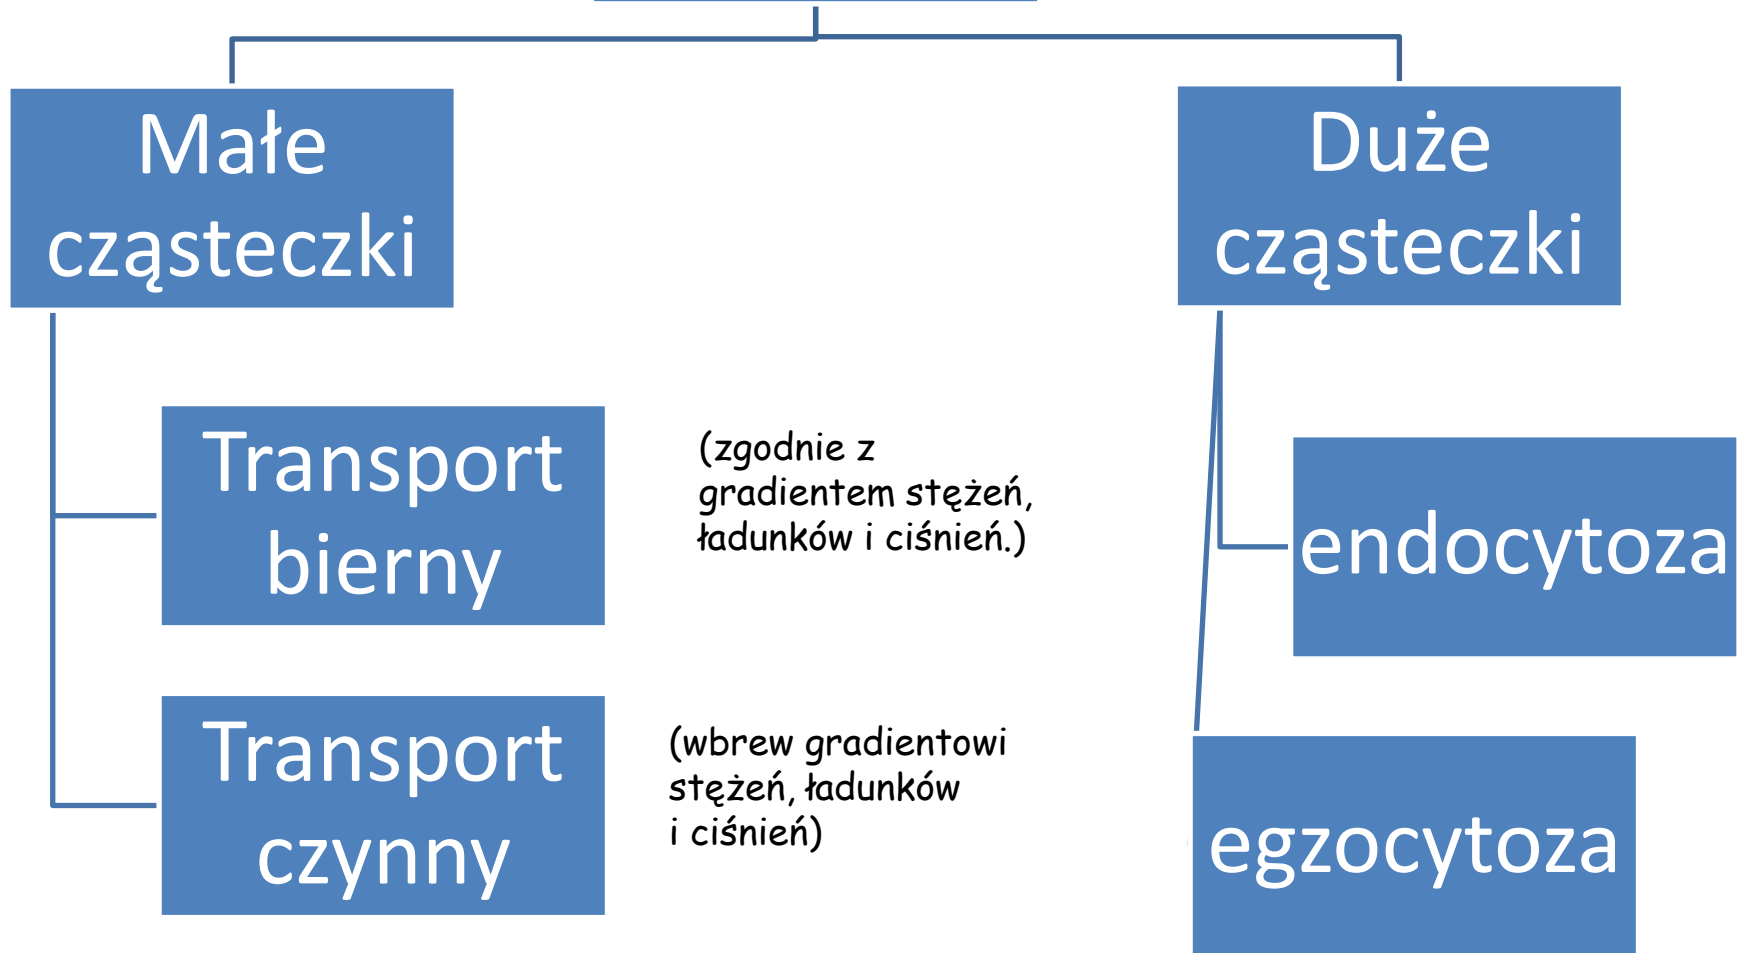 Małe
cząsteczki
Duże
cząsteczki
Transport
bierny
(zgodnie z
gradientem stężeń,
ładunków i ciśnień.)
endocytoza
Transport
czynny
(wbrew gradientowi
stężeń, ładunków
i ciśnień)
egzocytoza